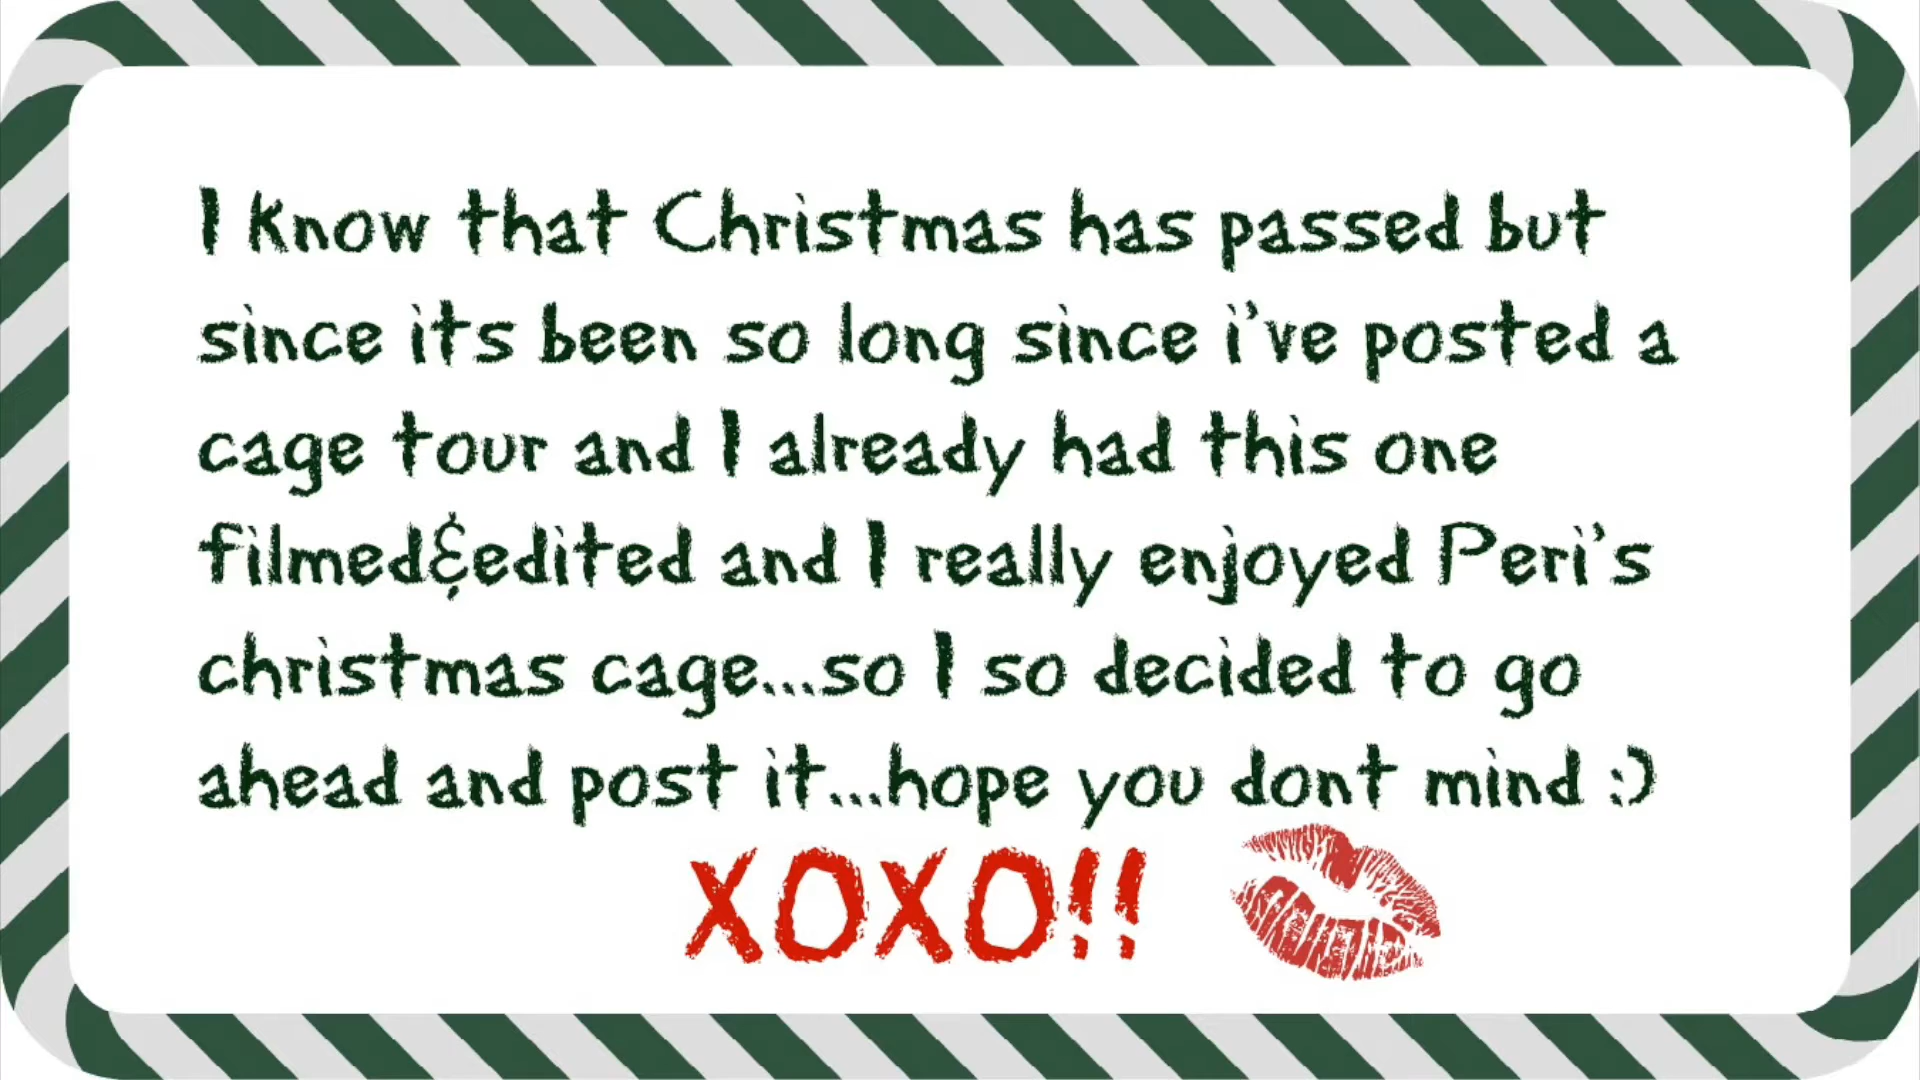 I know that Christmas has passed but
since its been so long since i've posted a
cage tour and I already had this one
filmed&edited and I really enjoyed Peri's
christmas cage...so I so decided to go
ahead and post it...hope you dont mind :)
XOXO!!